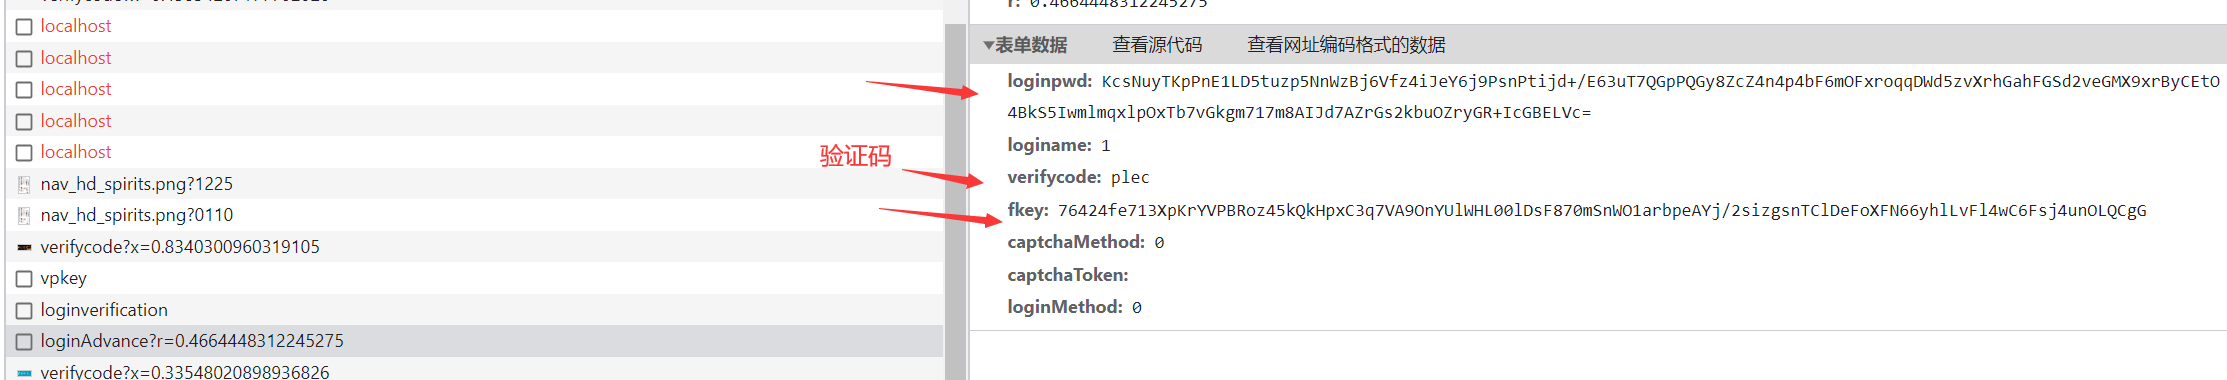 localhost
localhost
localhost
localhost
localhost
nav_hd_spirits.png?1225
nav_hd_spirits.png?0110
verifycode?x=0.8340300960319105
vpkey
loginverification
loginAdvance?r=0.4664448312245275
verifycode?x=0.33548020898936826
验证码
r: 0.4664448312245275
▼表单数据 查看源代码 查看网址编码格式的数据
loginpwd: KcsNuyTKpPnE1LD5tuzp5NnWzBj6Vfz4iJeY6j9PsnPtijd+/E63uT7QGpPQGy8ZcZ4n4p4bF6mOFxroqqDWd5zvXrhGahFGSd2veGMX9xrByCEtO
4BkS5IwmlmqxlpOxTb7vGkgm717m8AIJd7AZrGs2kbuOZryGR+IcGBELVc=
loginame: 1
verifycode: plec
fkey: 76424fe713XpKrYVPBRoz45kQkHpxC3q7VA9OnYUlWHL00lDsF870mSnWO1arbpeAYj/2sizgsnTClDeFoXFN66yhlLvFl4wC6Fsj4unOLQCgG
captchaMethod: 0
captchaToken:
loginMethod: 0